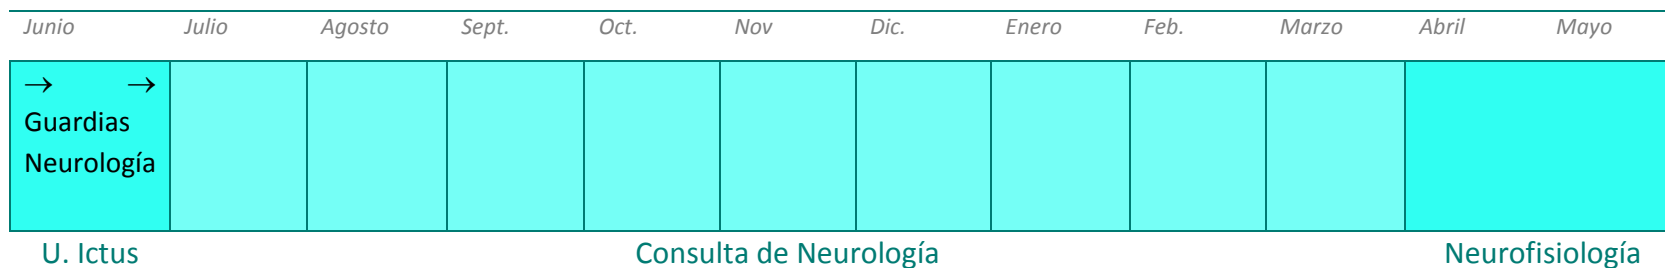 Junio Julio Agosto Sept. Oct. Nov Dic. Enero Feb. Marzo Abril Mayo
→ →
Guardias
Neurología
U. Ictus Consulta de Neurología Neurofisiología